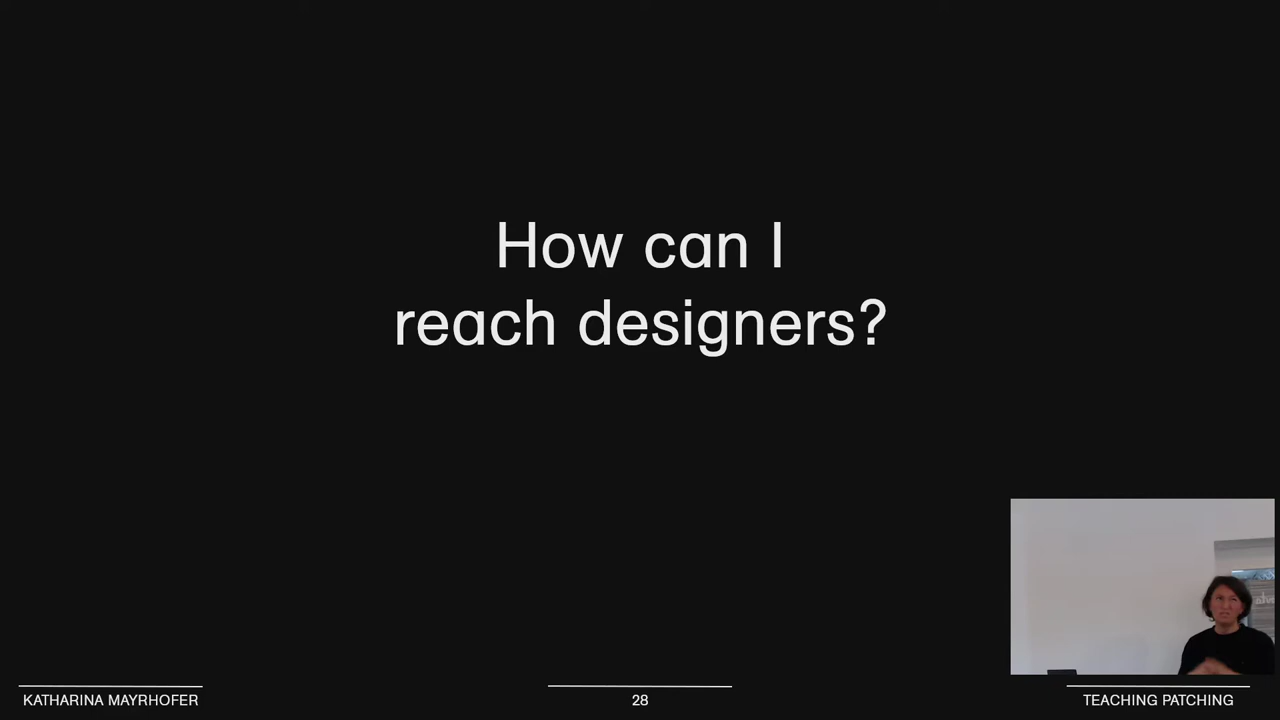 How can I
reach designers?
KATHARINA MAYRHOFER
28
TEACHING PATCHING